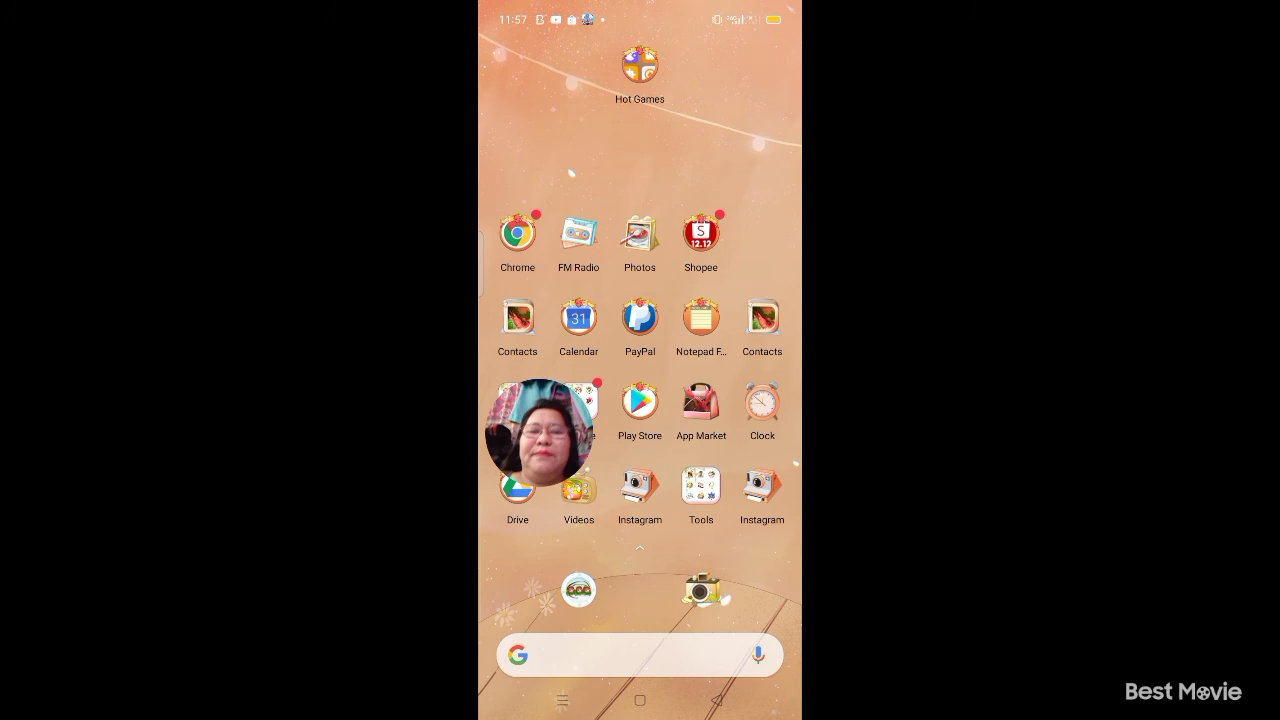 11:57
Hot Games
12.12
Chrome
FM Radio
Photos
Shopee
31
Contacts
Calendar
PayPal
Notepad F...
Contacts
Play Store
App Market
Clock
Drive
Videos
Instagram
Tools
Instagram
Best Movie